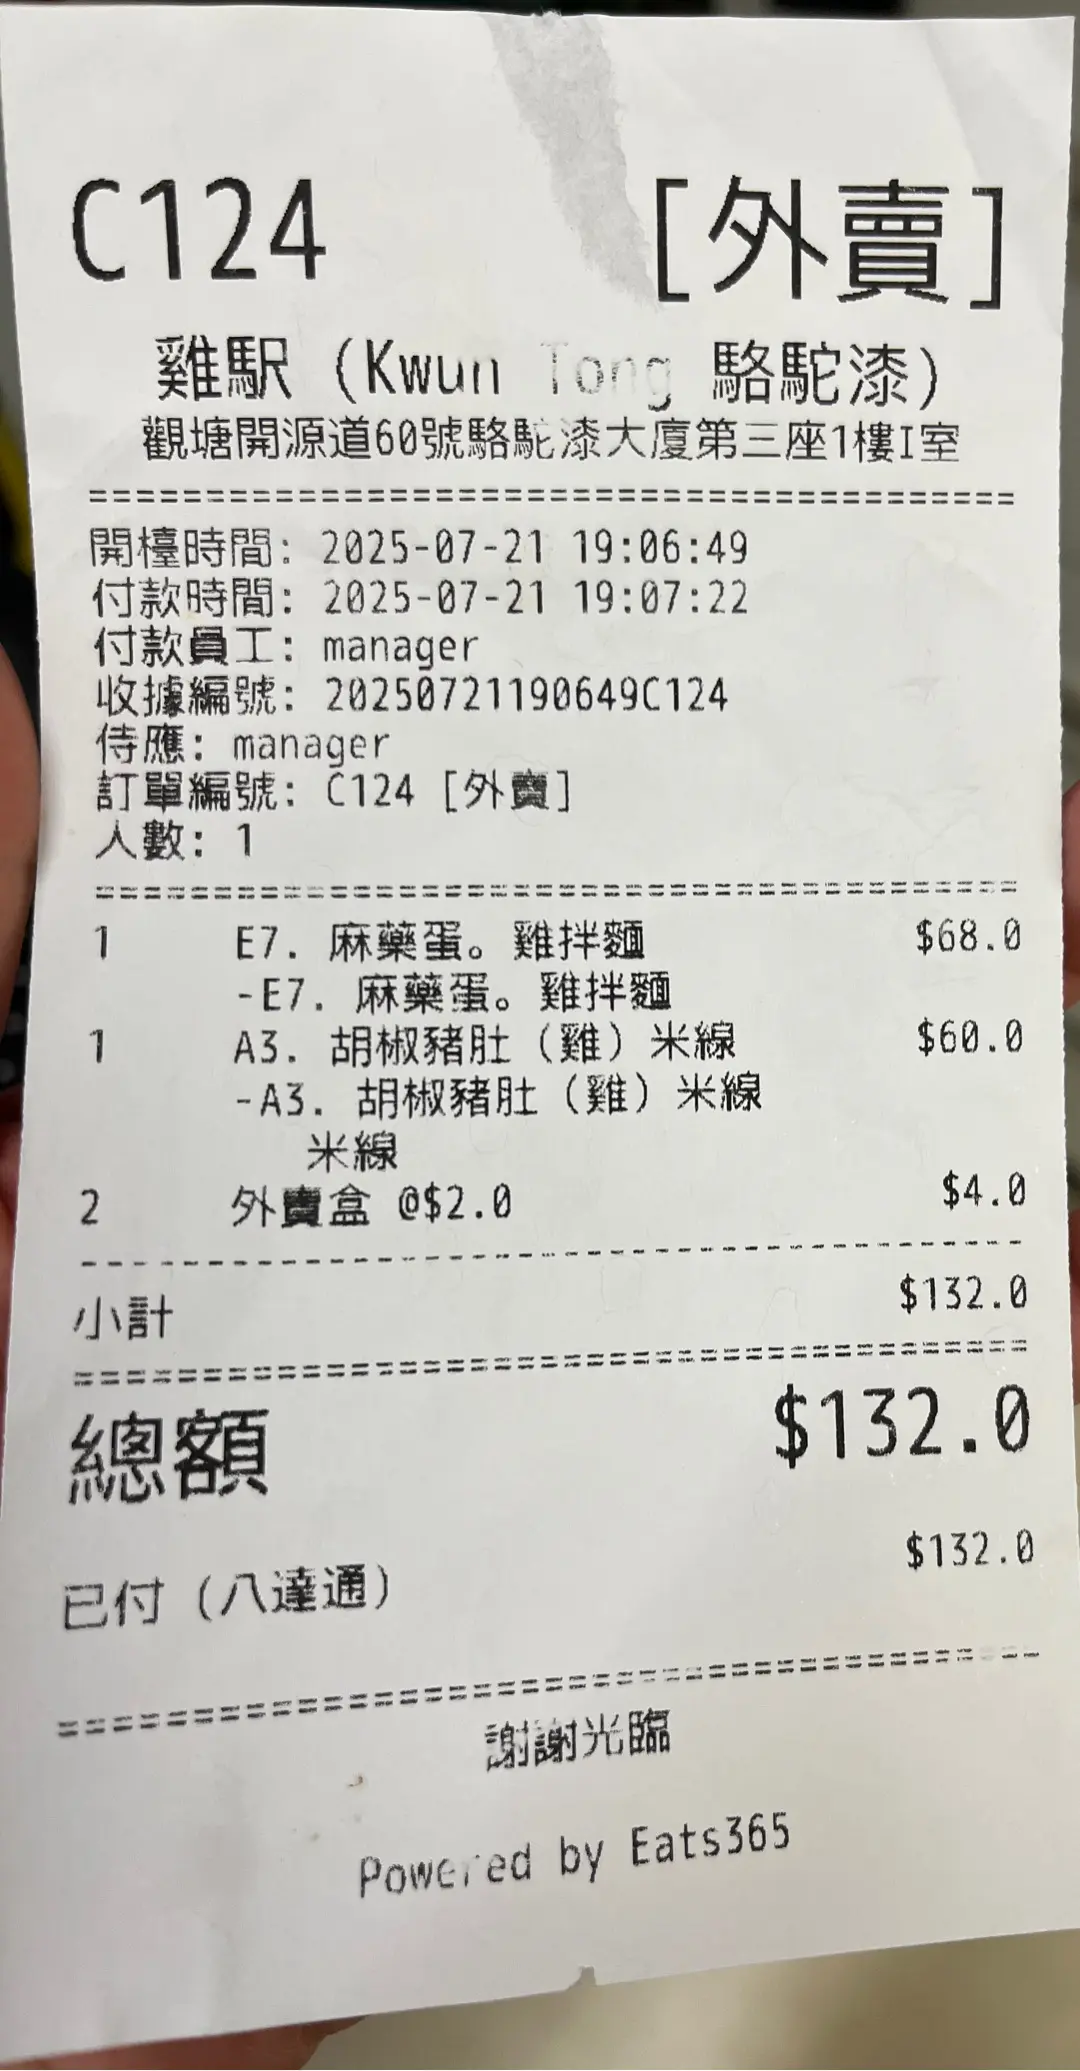 C124 [外賣]
雞駅 (Kwun Tong 駱駝漆)
觀塘開源道60號駱駝漆大廈第三座1樓I室
========================================
開檯時間: 2025-07-21 19:06:49
付款時間: 2025-07-21 19:07:22
付款員工: manager
收據編號: 20250721190649C124
侍應: manager
訂單編號: C124 [外賣]
人數: 1
========================================
1 E7. 麻藥蛋。雞拌麵 $68.0
-E7. 麻藥蛋。雞拌麵
1 A3. 胡椒豬肚（雞）米線 $60.0
-A3. 胡椒豬肚（雞）米線
米線
2 外賣盒 @$2.0 $4.0
----------------------------------------
小計 $132.0
========================================
總額 $132.0
已付 (八達通) $132.0
========================================
謝謝光臨
Powered by Eats365